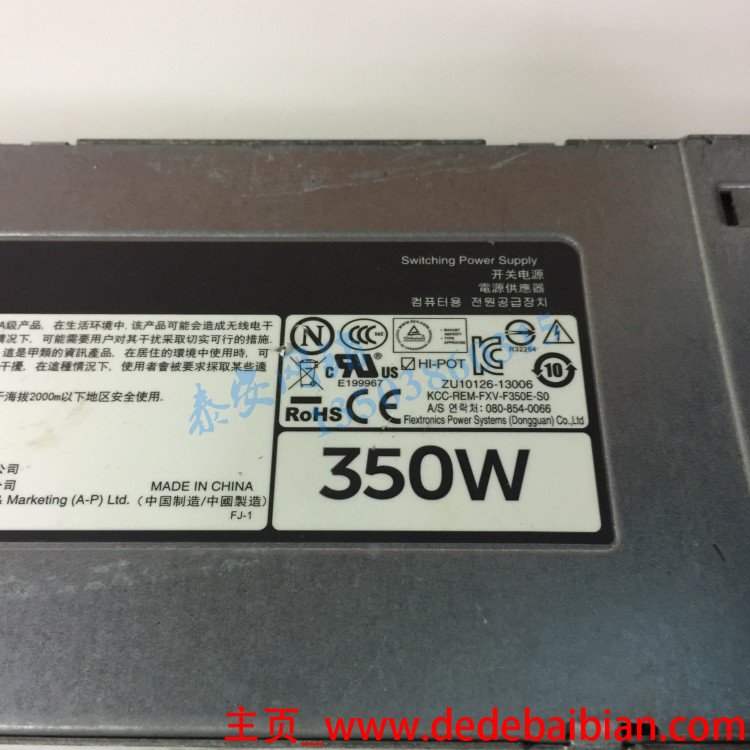 Switching Power Supply
开关电源
電源供應器
컴퓨터용 전원공급장치
A級产品, 在生活环境中, 该产品可能会造成无线电干
情况下, 可能需要用户对其干扰采取切实可行的措施.
這是甲類的資訊產品, 在居住的環境中使用時, 可
干擾, 在這種情況下, 使用者會被要求採取某些適
海拔2000m以下地区安全使用.
公司
公司
& Marketing (A-P) Ltd.
MADE IN CHINA
(中国制造/中國製造)
FJ-1
N
CCC
R32264
c UL US
E199967
HI-POT
10
ZU10126-13006
KCC-REM-FXV-F350E-S0
A/S 연락처: 080-854-0066
Flextronics Power Systems (Dongguan) Co.,Ltd.
RoHS CE
350W
主页_www.dedebaibian.com